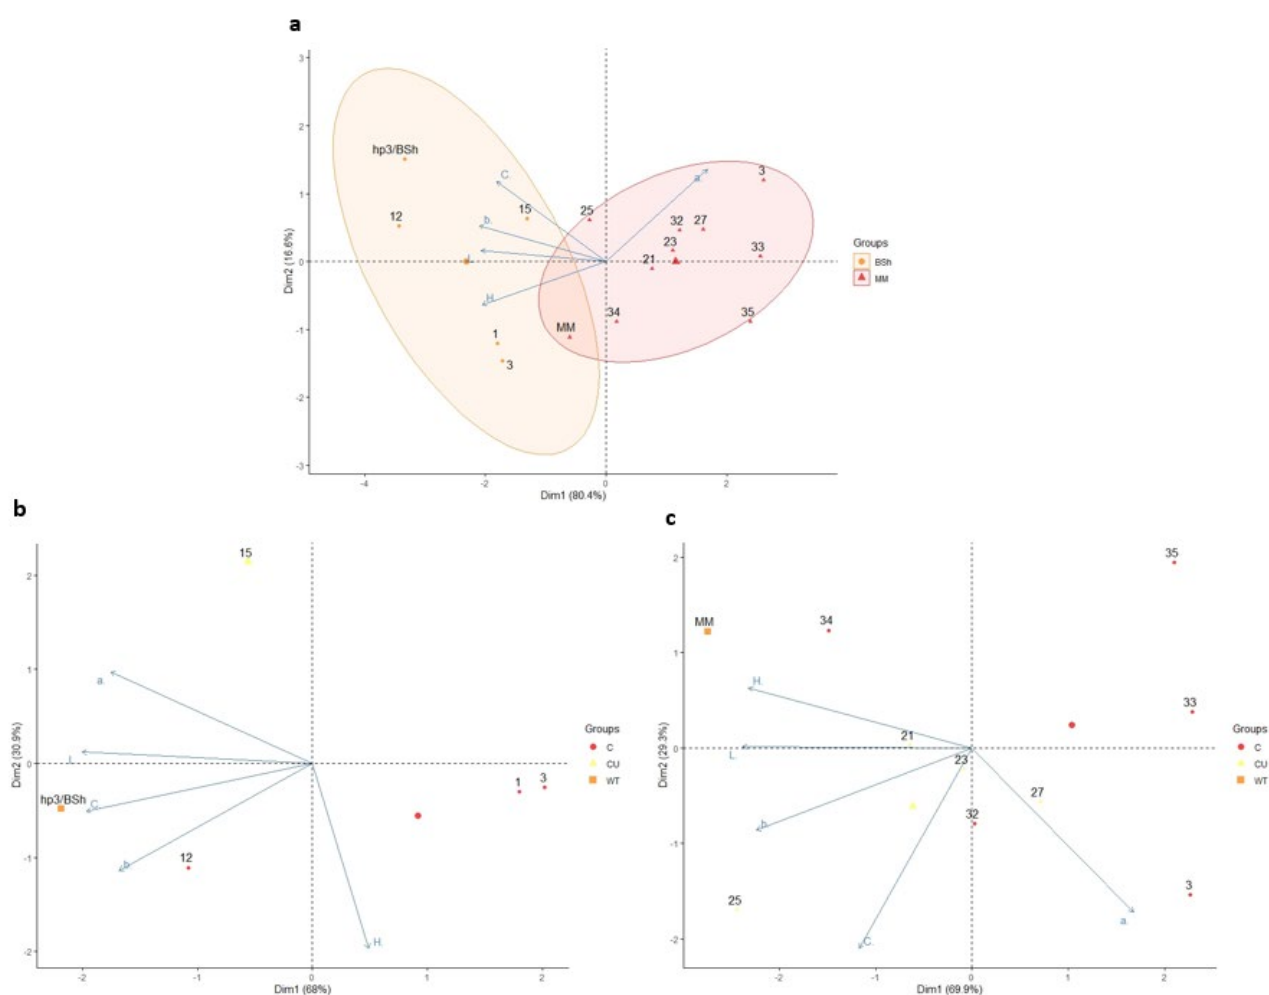 a
3
2
1
0
-1
-2
-3
Dim2 (16.6%)
hp3/BSh
12
15
C
b.
L
H.
1
3
MM
25
a.
3
32
27
23
33
21
34
35
-4
-2
0
2
Dim1 (80.4%)
Groups
BSh
MM
b
2
1
0
-1
-2
Dim2 (30.9%)
15
a.
L
C.
hp3/BSh
b.
12
1
3
H.
-2
-1
0
1
2
Dim1 (68%)
Groups
C
CU
WT
c
2
1
0
-1
-2
Dim2 (29.3%)
35
MM
34
H.
33
21
L.
23
27
b.
32
25
3
a.
C.
-2
-1
0
1
2
Dim1 (69.9%)
Groups
C
CU
WT